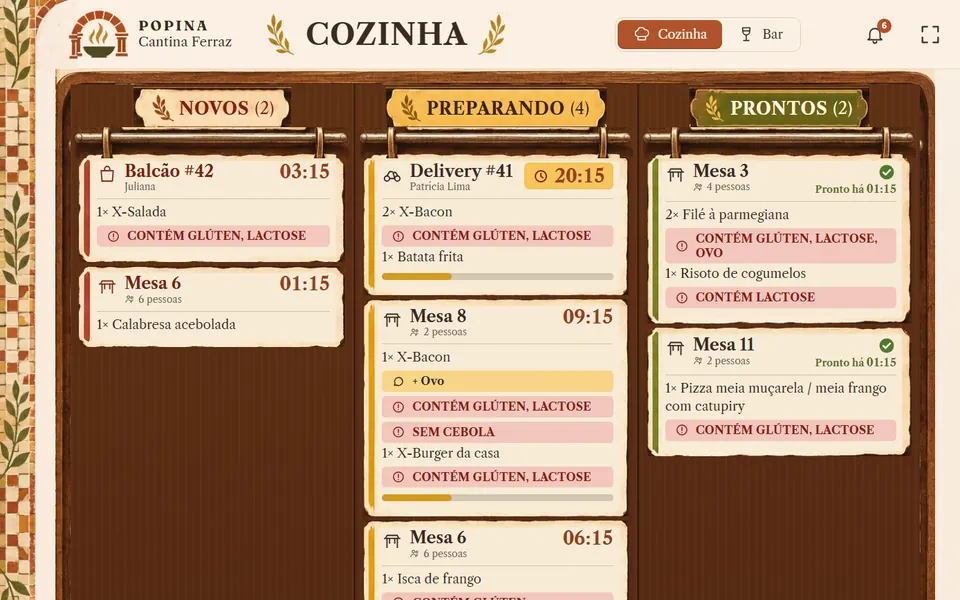 POPINA
Cantina Ferraz
COZINHA
Cozinha
Bar
6
NOVOS (2)
Balcão #42
03:15
Juliana
1× X-Salada
CONTÉM GLÚTEN, LACTOSE
Mesa 6
01:15
6 pessoas
1× Calabresa acebolada
PREPARANDO (4)
Delivery #41
20:15
Patricia Lima
2× X-Bacon
CONTÉM GLÚTEN, LACTOSE
1× Batata frita
Mesa 8
09:15
2 pessoas
1× X-Bacon
+ Ovo
CONTÉM GLÚTEN, LACTOSE
SEM CEBOLA
1× X-Burger da casa
CONTÉM GLÚTEN, LACTOSE
Mesa 6
06:15
6 pessoas
1× Isca de frango
PRONTOS (2)
Mesa 3
4 pessoas
Pronto há 01:15
2× Filé à parmegiana
CONTÉM GLÚTEN, LACTOSE,
OVO
1× Risoto de cogumelos
CONTÉM LACTOSE
Mesa 11
2 pessoas
Pronto há 01:15
1× Pizza meia muçarela / meia frango
com catupiry
CONTÉM GLÚTEN, LACTOSE